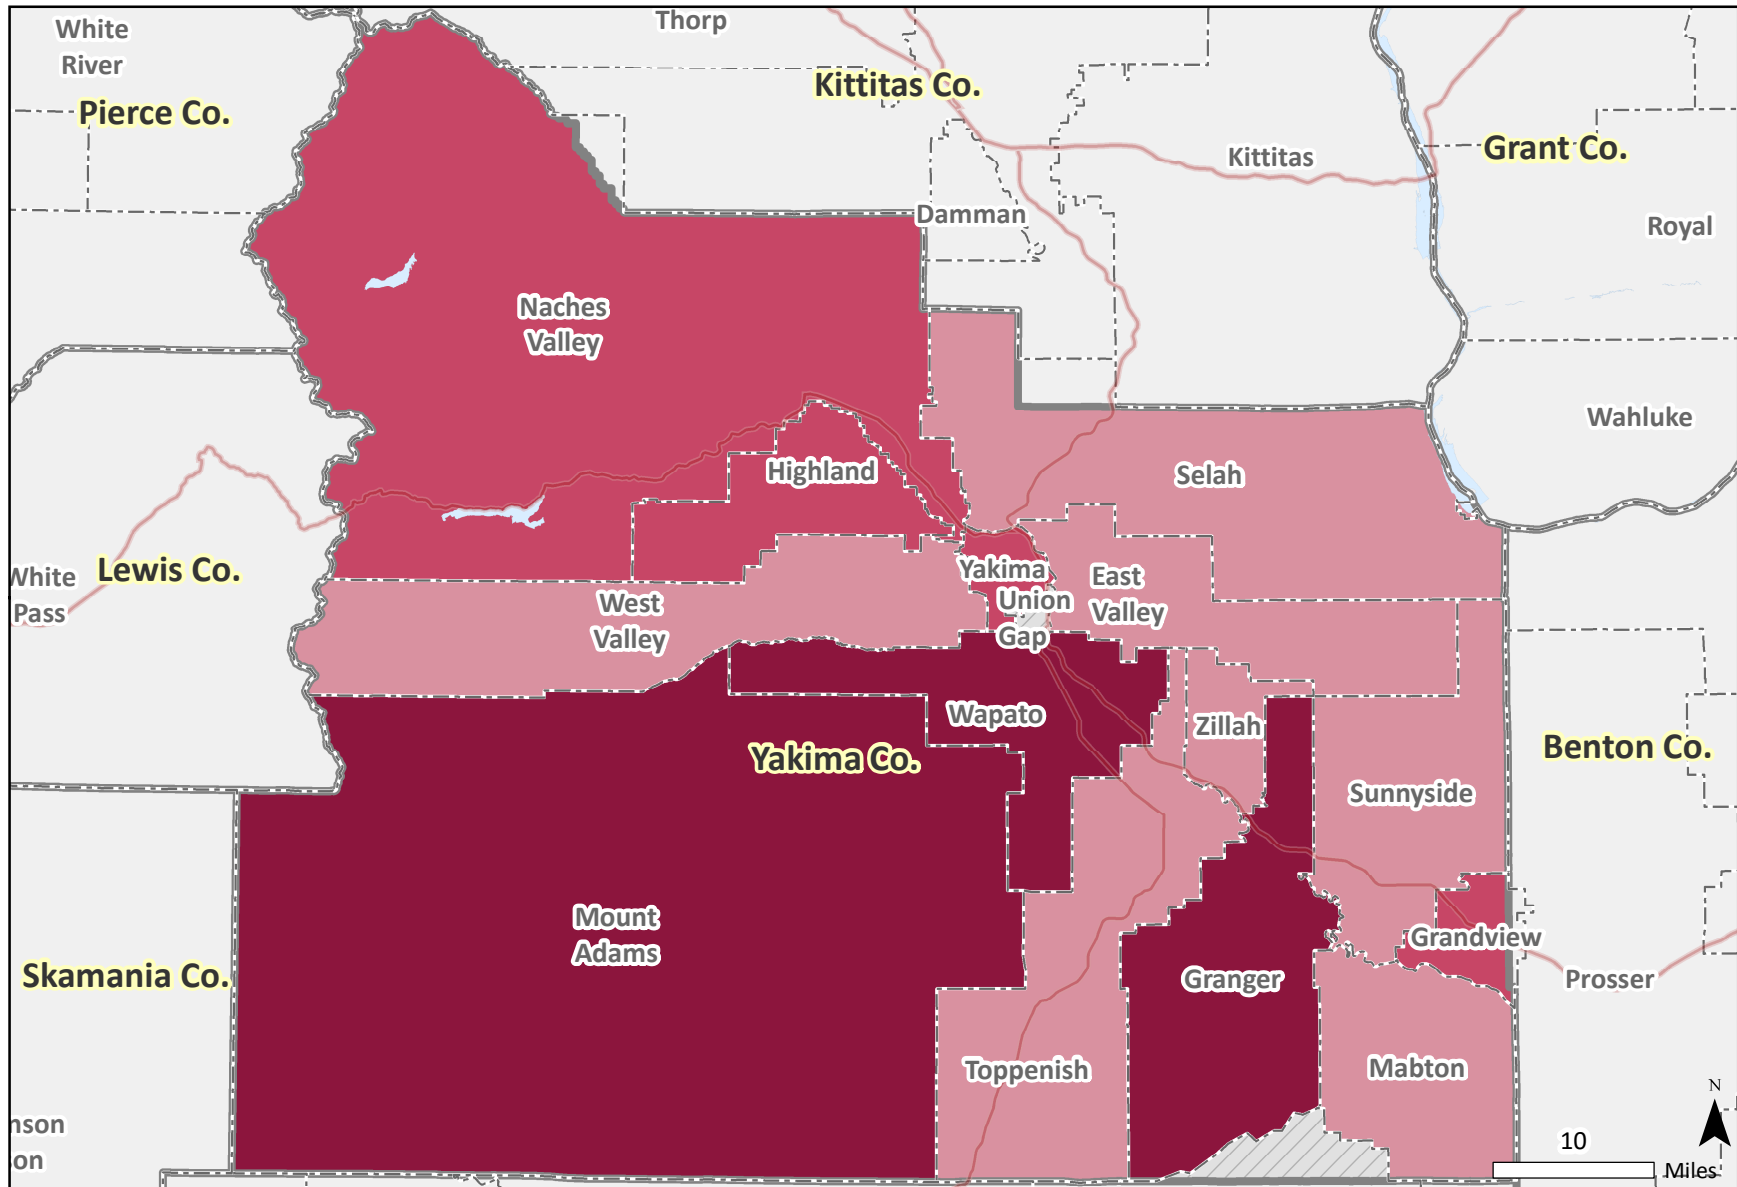 Thorp
White
River
Pierce Co.
Kittitas Co.
Kittitas
Grant Co.
Damman
Royal
Naches
Valley
Wahluke
Highland
Selah
Lewis Co.
White
Pass
Yakima
East
Valley
West
Valley
Union
Gap
Wapato
Zillah
Yakima Co.
Benton Co.
Sunnyside
Mount
Adams
Grandview
Skamania Co.
Granger
Prosser
Toppenish
Mabton
N
nson
on
10
Miles